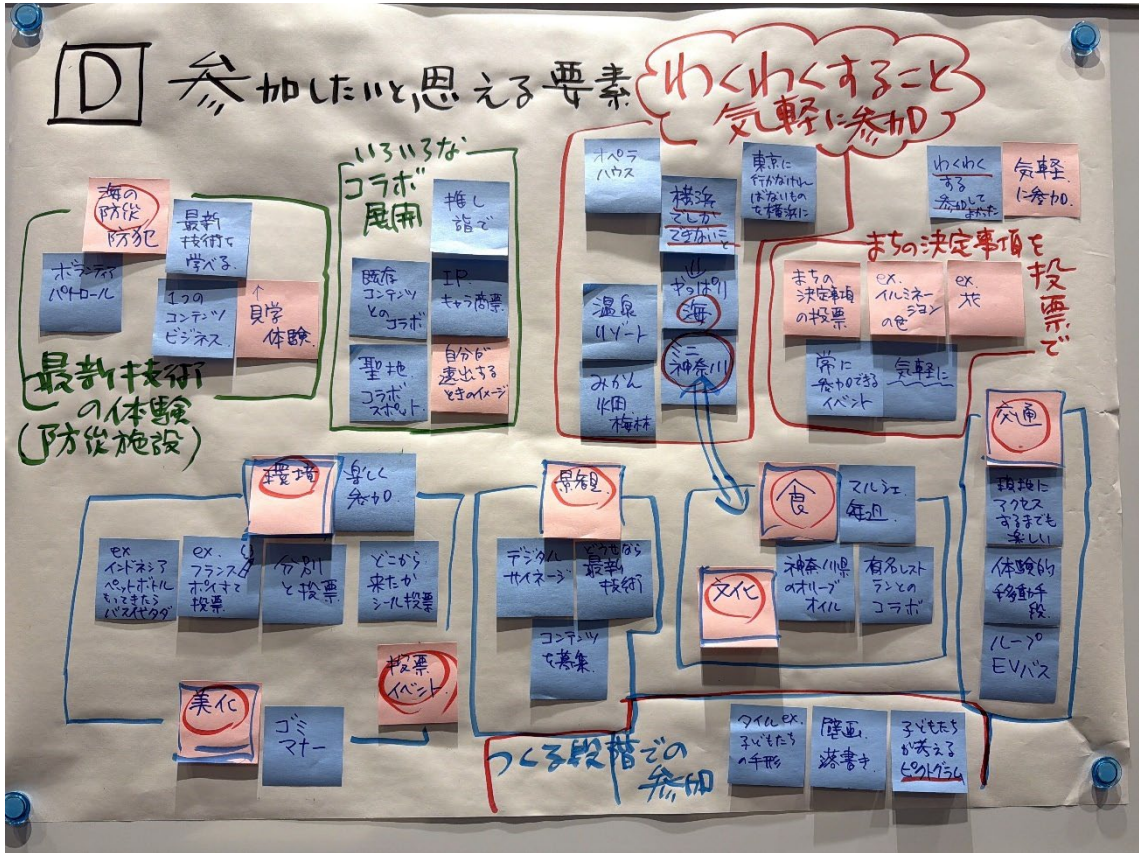 D 参加したいと思える要素
わくわくすること
気軽に参加
海の
防災
防犯
最新
技術を
学べる.
ボランティア
パトロール
1つの
コンテンツ
ビジネス.
↑
見学
体験.
最新技術
の体験
(防災施設)
いろいろな
コラボ
展開
推し
詣で
既存
コンテンツ
とのコラボ
IP.
キャラ商票
聖地
コラボ
スポット.
自分が
遠出する
ときのイメージ
オペラ
ハウス
横浜
でしか
できないこと
東京に
行かなければ
ばないもの
を横浜に
温泉
リゾート
やっぱり
海
ミニ
神奈川
みかん
畑.
梅林
わくわく
する
参加して
よかった
気軽.
に参加.
まちの決定事項を
投票で
まちの
決定事項
の投票
ex.
イルミネー
ションの
色
ex.
常に
参加できる
イベント
気軽に
交通
アクセス
するまでも
楽しい
体験的
移動手段.
ループ
EVバス
環境
楽しく
参加.
ex
インドネシア
ペットボトル
もってきたら
バス代タダ
ex.
フランス
ポイすて
投票
分別
と投票
どこから
来たか
シール投票
美化
ゴミ
マナー
投票
イベント.
景観.
デジタル
サイネージ
どうせなら
最新
技術
コンテンツ
を募集.
食
マルシェ.
毎週.
文化
神奈川県
のオリーブ
オイル
有名レスト
ランとの
コラボ
つくる段階での
参加
タイル ex.
子どもたち
の手形
壁画.
落書き.
子どもたち
が考える
ピクトグラム